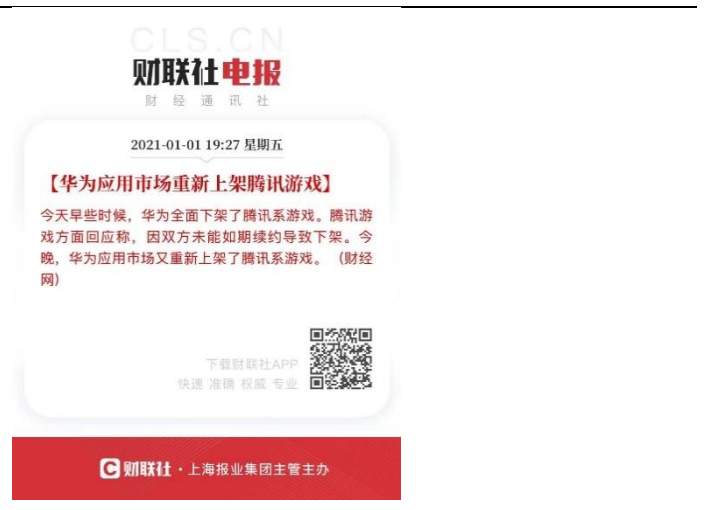 CLS.CN
财联社电报
财 经 通 讯 社
2021-01-01 19:27 星期五
【华为应用市场重新上架腾讯游戏】
今天早些时候，华为全面下架了腾讯系游戏。腾讯游
戏方面回应称，因双方未能如期续约导致下架。今
晚，华为应用市场又重新上架了腾讯系游戏。（财经
网）
下载财联社APP
快速 准确 权威 专业
C 财联社 · 上海报业集团主管主办